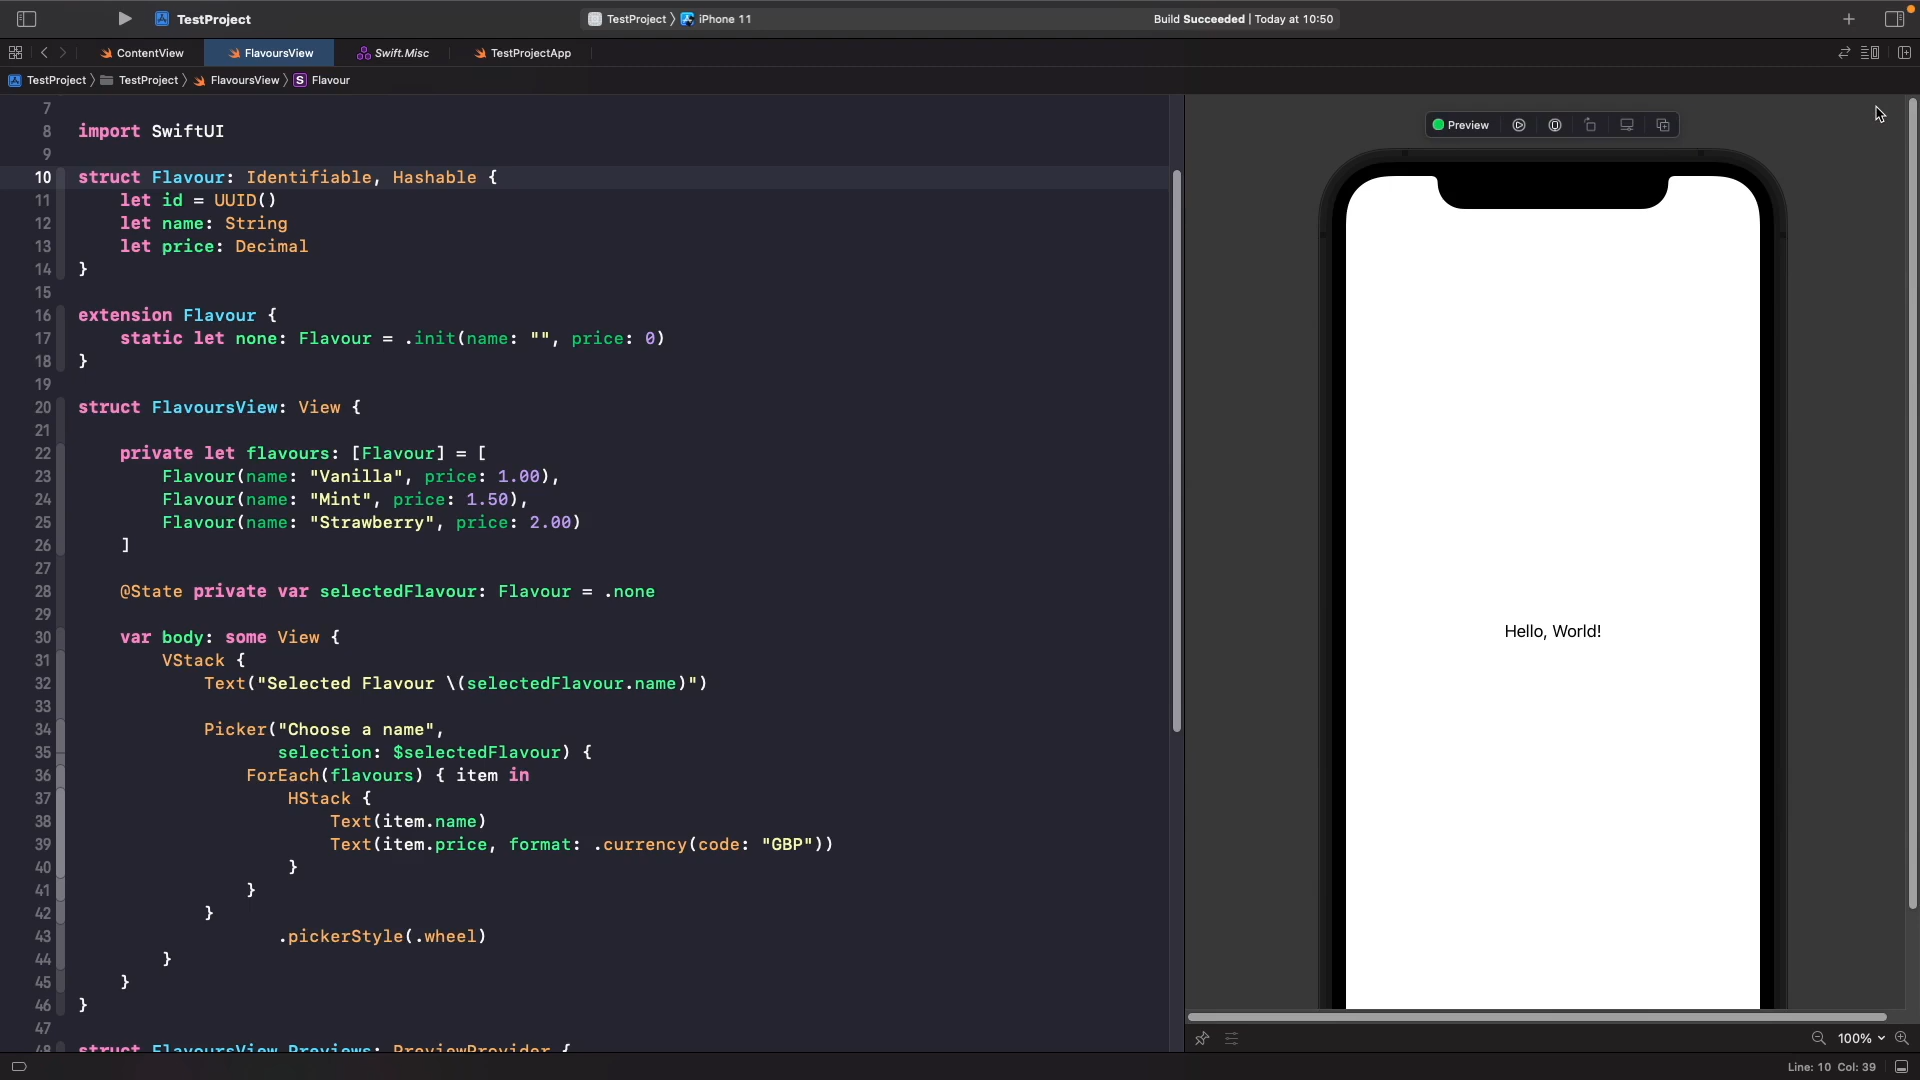 TestProject
TestProject 〉 iPhone 11
Build Succeeded | Today at 10:50
ContentView
FlavoursView
Swift.Misc
TestProjectApp
TestProject 〉 TestProject 〉 FlavoursView 〉 S Flavour
7
8 import SwiftUI
9
10 struct Flavour: Identifiable, Hashable {
11 let id = UUID()
12 let name: String
13 let price: Decimal
14 }
15
16 extension Flavour {
17 static let none: Flavour = .init(name: "", price: 0)
18 }
19
20 struct FlavoursView: View {
21
22 private let flavours: [Flavour] = [
23 Flavour(name: "Vanilla", price: 1.00),
24 Flavour(name: "Mint", price: 1.50),
25 Flavour(name: "Strawberry", price: 2.00)
26 ]
27
28 @State private var selectedFlavour: Flavour = .none
29
30 var body: some View {
31 VStack {
32 Text("Selected Flavour \(selectedFlavour.name)")
33
34 Picker("Choose a name",
35 selection: $selectedFlavour) {
36 ForEach(flavours) { item in
37 HStack {
38 Text(item.name)
39 Text(item.price, format: .currency(code: "GBP"))
40 }
41 }
42 }
43 .pickerStyle(.wheel)
44 }
45 }
46 }
47
48 struct FlavoursView_Previews: PreviewProvider {
Preview
Hello, World!
100%
Line: 10 Col: 39